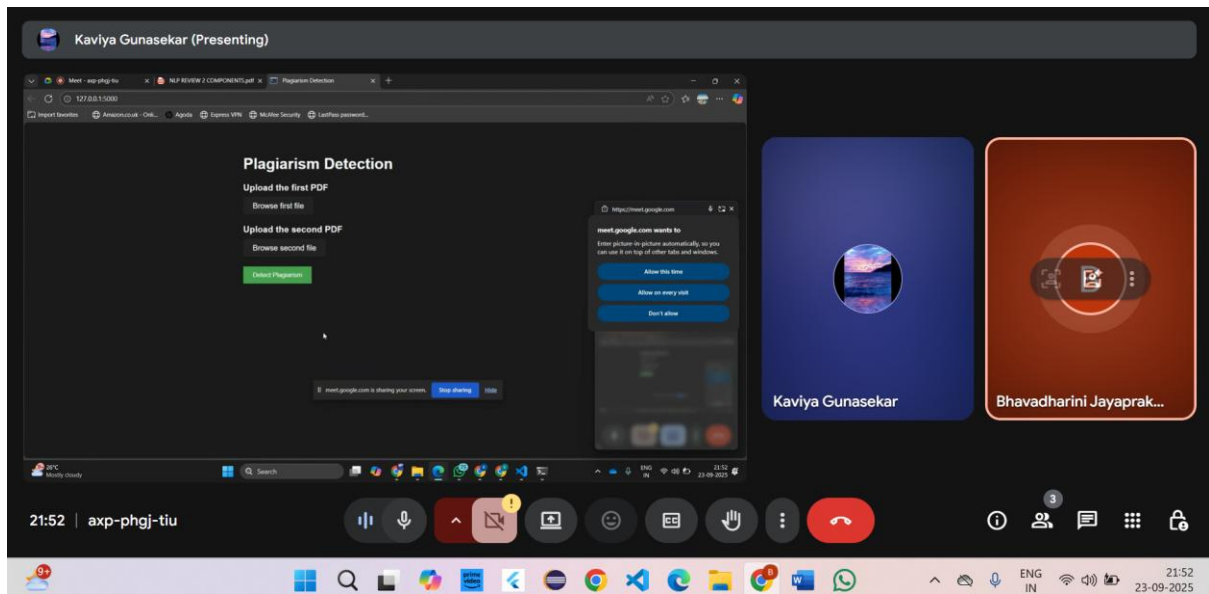 Kaviya Gunasekar (Presenting)
Meet - axp-phgj-tiu
NLP REVIEW 2 COMPONENTS.pdf
Plagiarism Detection
127.0.0.1:5000
Import favorites
Amazon.co.uk - Onli...
Agoda
Express VPN
McAfee Security
LastPass password...
Plagiarism Detection
Upload the first PDF
Browse first file
Upload the second PDF
Browse second file
Detect Plagiarism
https://meet.google.com
meet.google.com wants to
Enter picture-in-picture automatically, so you
can use it on top of other tabs and windows.
Allow this time
Allow on every visit
Don't allow
meet.google.com is sharing your screen.
Stop sharing
Hide
26°C
Mostly cloudy
Search
ENG
IN
21:52
23-09-2025
Kaviya Gunasekar
Bhavadharini Jayaprak...
21:52 | axp-phgj-tiu
CC
3
9+
prime
video
B
ENG
IN
21:52
23-09-2025